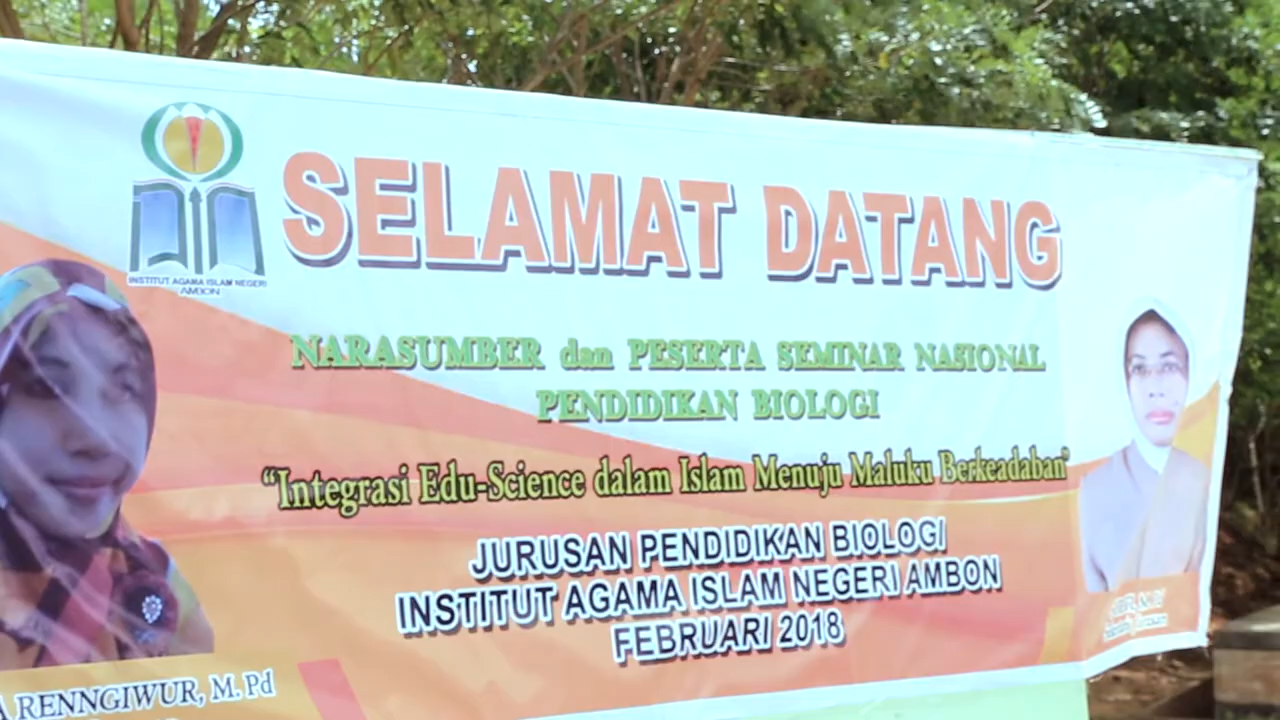 INSTITUT AGAMA ISLAM NEGERI
AMBON
SELAMAT DATANG
NARASUMBER dan PESERTA SEMINAR NASIONAL
PENDIDIKAN BIOLOGI
“Integrasi Edu-Science dalam Islam Menuju Maluku Berkeadaban”
JURUSAN PENDIDIKAN BIOLOGI
INSTITUT AGAMA ISLAM NEGERI AMBON
FEBRUARI 2018
RENNGIWUR, M. Pd